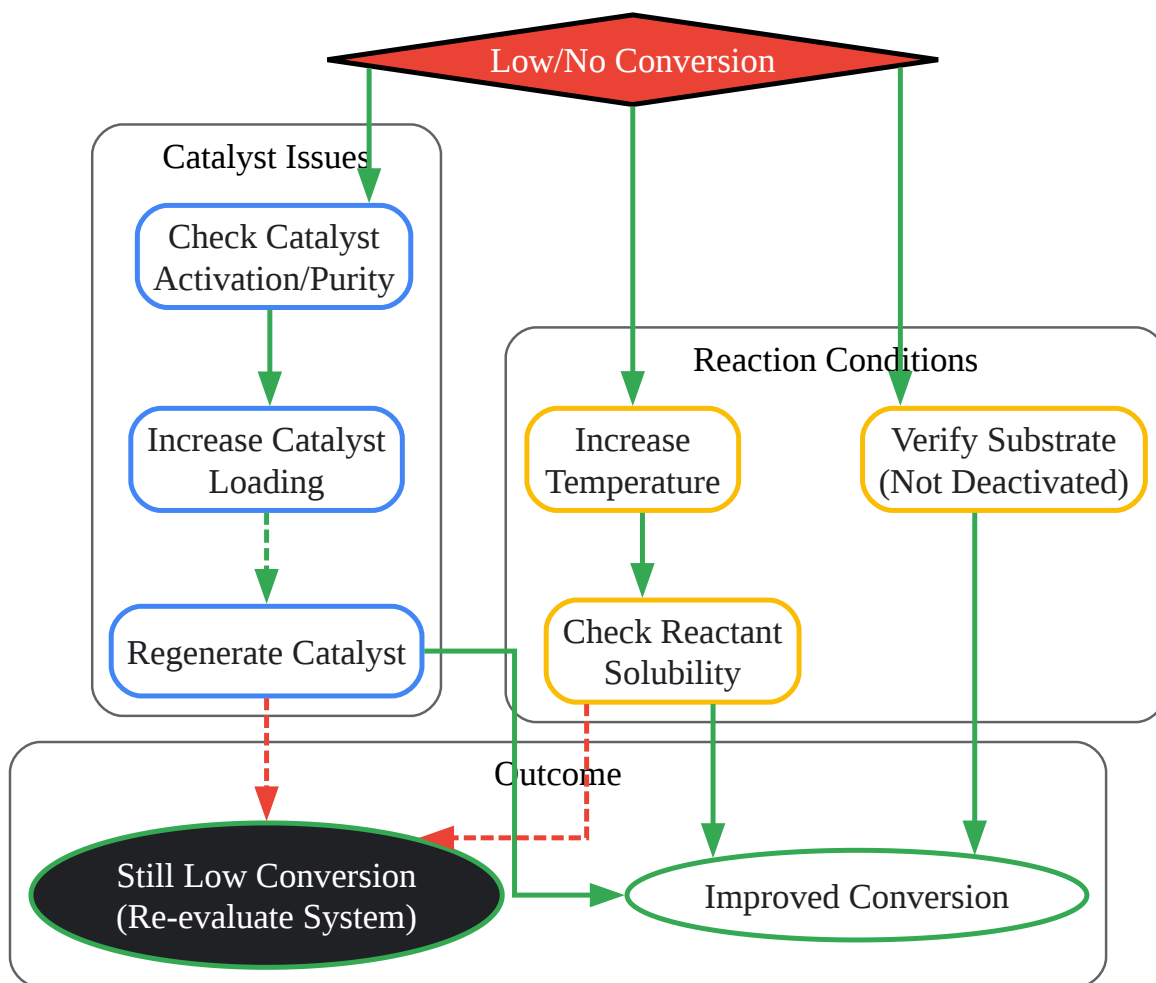 Low/No Conversion
Catalyst Issues
Check Catalyst
Activation/Purity
Increase Catalyst
Loading
Regenerate Catalyst
Reaction Conditions
Increase
Temperature
Verify Substrate
(Not Deactivated)
Check Reactant
Solubility
Outcome
Still Low Conversion
(Re-evaluate System)
Improved Conversion